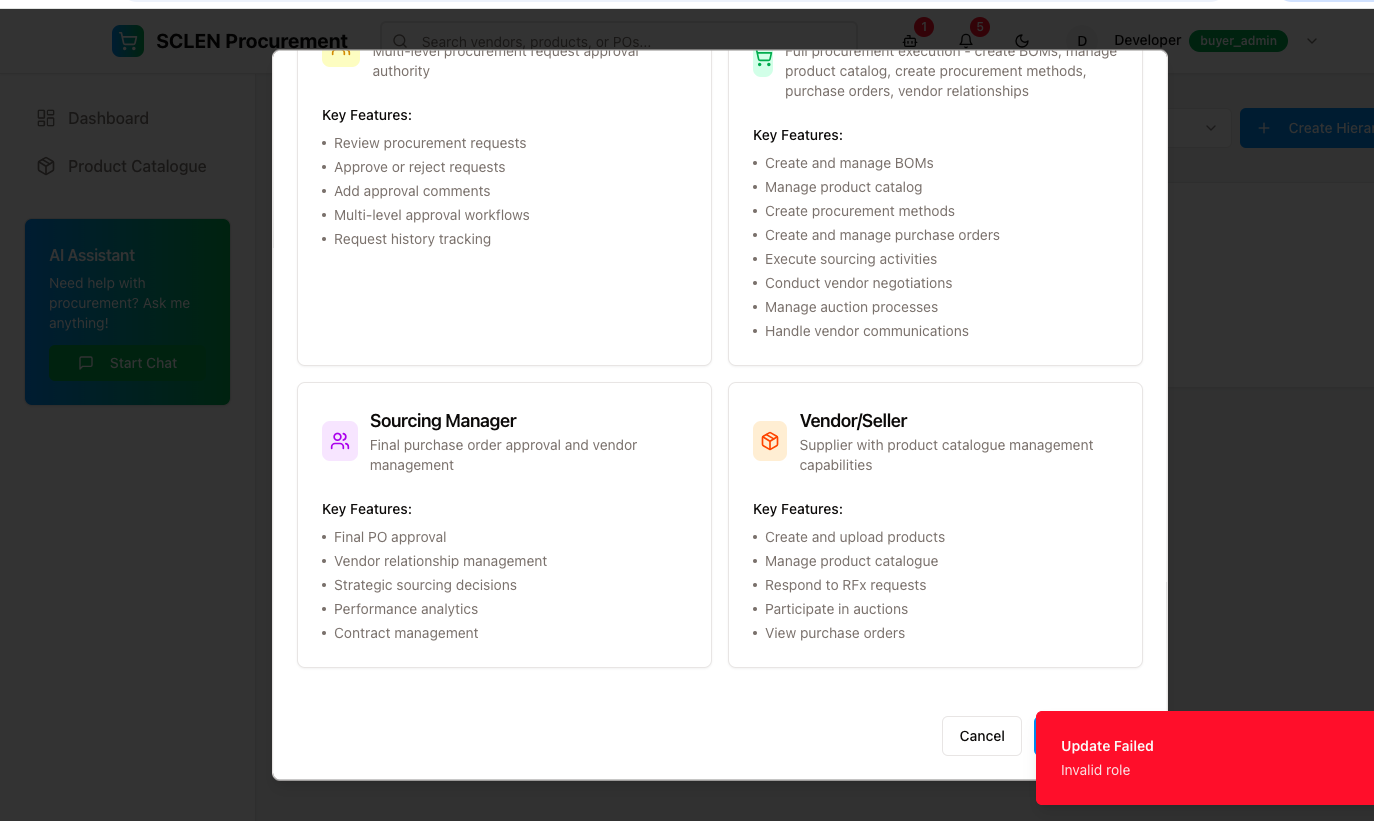 SCLEN Procurement
Search vendors, products, or POs...
1
5
D
Developer
buyer_admin
Dashboard
Product Catalogue
Create Hierar
AI Assistant
Need help with
procurement? Ask me
anything!
Start Chat
Multi-level procurement request approval
authority
Key Features:
• Review procurement requests
• Approve or reject requests
• Add approval comments
• Multi-level approval workflows
• Request history tracking
Full procurement execution - create BOMs, manage
product catalog, create procurement methods,
purchase orders, vendor relationships
Key Features:
• Create and manage BOMs
• Manage product catalog
• Create procurement methods
• Create and manage purchase orders
• Execute sourcing activities
• Conduct vendor negotiations
• Manage auction processes
• Handle vendor communications
Sourcing Manager
Final purchase order approval and vendor
management
Key Features:
• Final PO approval
• Vendor relationship management
• Strategic sourcing decisions
• Performance analytics
• Contract management
Vendor/Seller
Supplier with product catalogue management
capabilities
Key Features:
• Create and upload products
• Manage product catalogue
• Respond to RFx requests
• Participate in auctions
• View purchase orders
Cancel
Update Failed
Invalid role